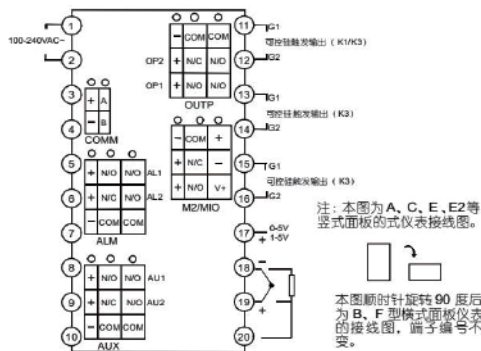 100-240VAC~
1
2
3
4
5
6
7
8
9
10
+ A
− B
COMM
+ N/O N/O AL1
+ N/C N/O AL2
− COM COM
ALM
+ N/O N/O AU1
+ N/C N/O AU2
− COM COM
AUX
− COM COM
OP2 + N/C N/C
OP1 + N/O N/O
OUTP
− COM +
+ N/C −
+ N/O V+
M2/MIO
11 G1
可控硅触发输出（K1/K3）
12 G2
13 G1
可控硅触发输出（K3）
14 G2
15 G1
可控硅触发输出（K3）
16 G2
17 − 0-5V
+ 1-5V
18 −
19 +
20
注：本图为A、C、E、E2等
竖式面板的式仪表接线图。
本图顺时针旋转90度后
为B、F型横式面板仪表
的接线图，端子编号不
变。